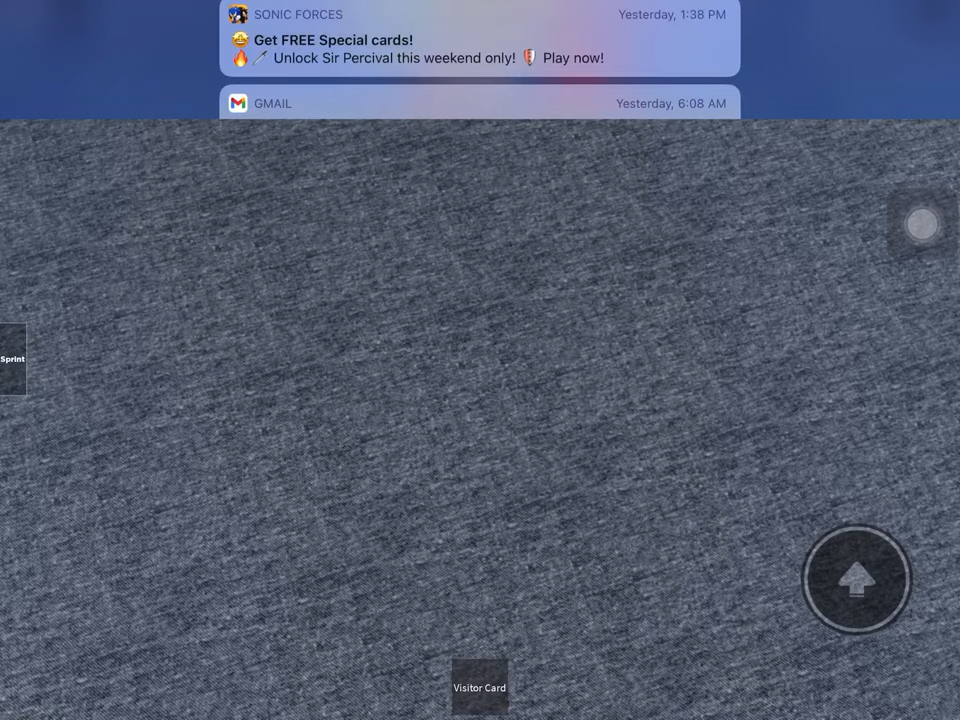 SONIC FORCES
Yesterday, 1:38 PM
🤩 Get FREE Special cards!
🔥🗡️ Unlock Sir Percival this weekend only! 🛡️ Play now!
GMAIL
Yesterday, 6:08 AM
Sprint
Visitor Card